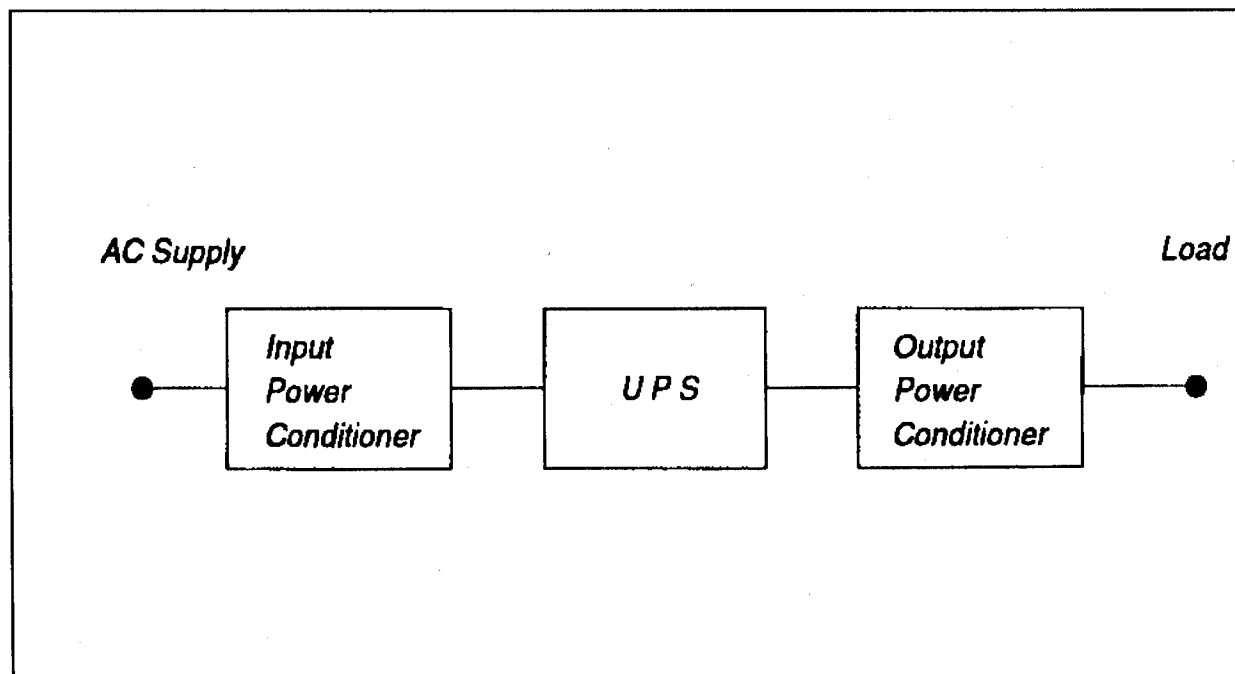 AC Supply
Load
Input
Power
Conditioner
U P S
Output
Power
Conditioner